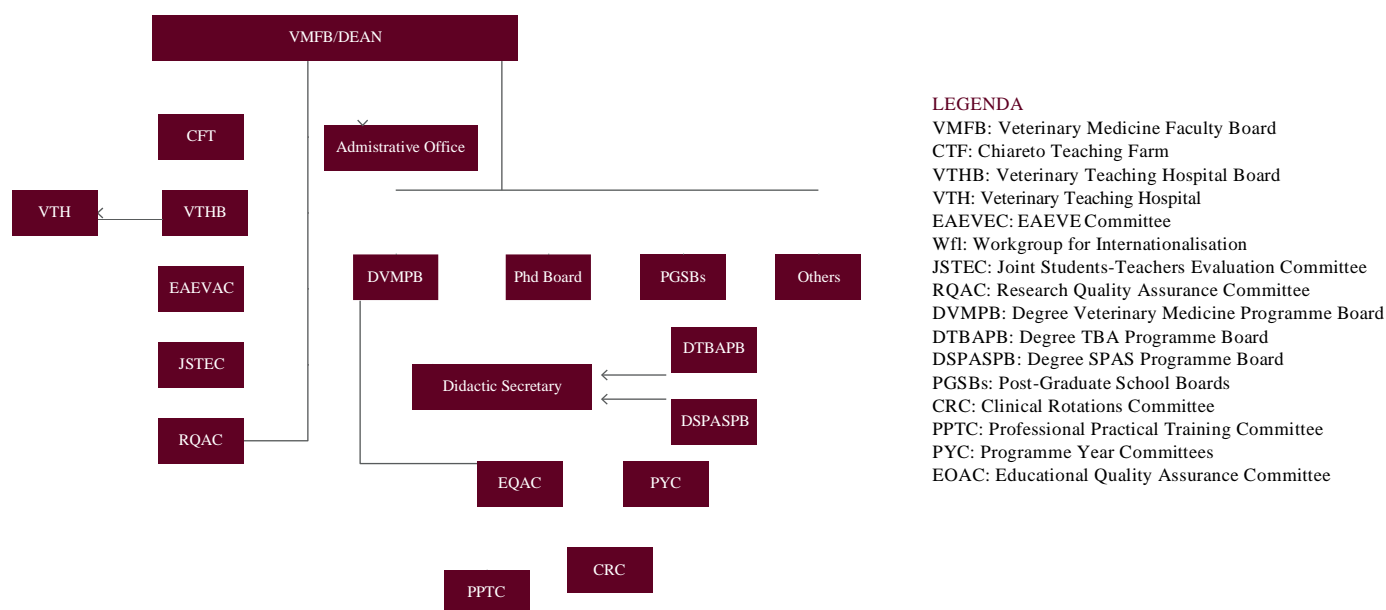 VMFB/DEAN
CFT
Admistrative Office
VTH
VTHB
EAEVAC
DVMPB
Phd Board
PGSBs
Others
JSTEC
DTBAPB
Didactic Secretary
DSPASPB
RQAC
EQAC
PYC
CRC
PPTC
LEGENDA
VMFB: Veterinary Medicine Faculty Board
CTF: Chiareto Teaching Farm
VTHB: Veterinary Teaching Hospital Board
VTH: Veterinary Teaching Hospital
EAEVEC: EAEVE Committee
Wfl: Workgroup for Internationalisation
JSTEC: Joint Students-Teachers Evaluation Committee
RQAC: Research Quality Assurance Committee
DVMPB: Degree Veterinary Medicine Programme Board
DTBAPB: Degree TBA Programme Board
DSPASPB: Degree SPAS Programme Board
PGSBs: Post-Graduate School Boards
CRC: Clinical Rotations Committee
PPTC: Professional Practical Training Committee
PYC: Programme Year Committees
EOAC: Educational Quality Assurance Committee